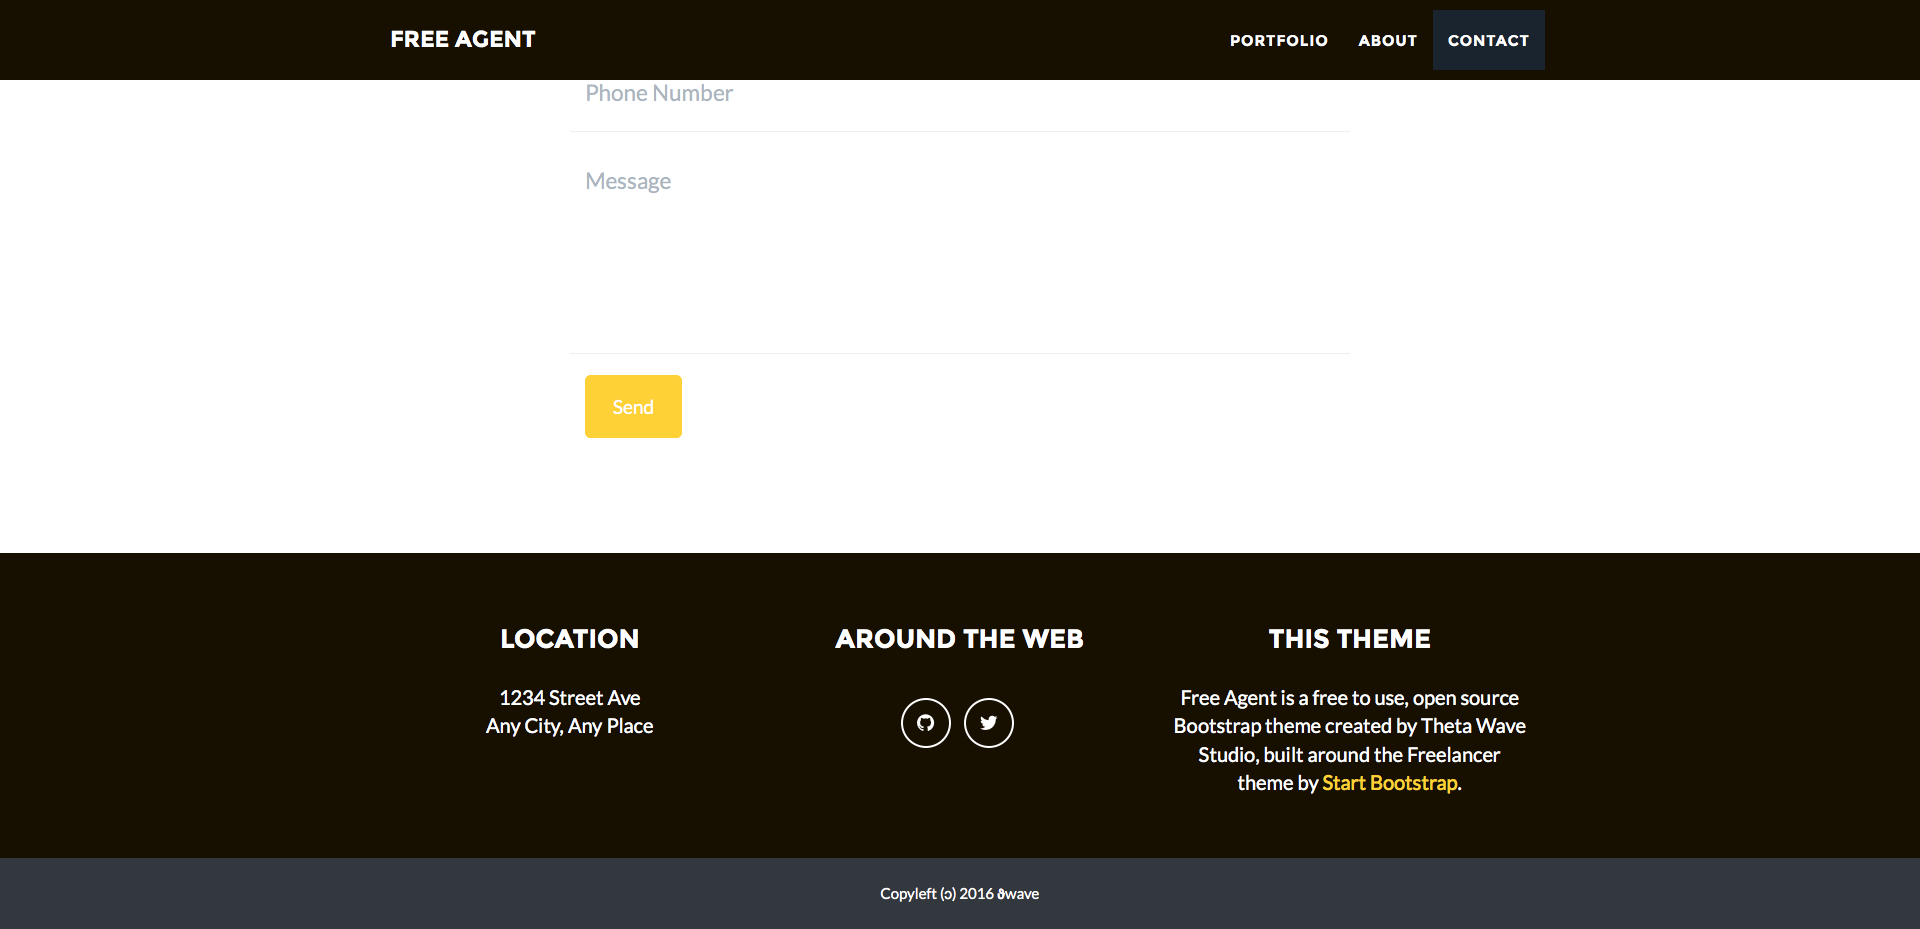 FREE AGENT
PORTFOLIO ABOUT CONTACT
Phone Number
Message
Send
LOCATION
1234 Street Ave
Any City, Any Place
AROUND THE WEB
THIS THEME
Free Agent is a free to use, open source
Bootstrap theme created by Theta Wave
Studio, built around the Freelancer
theme by Start Bootstrap.
Copyleft (ↄ) 2016 ϑwave